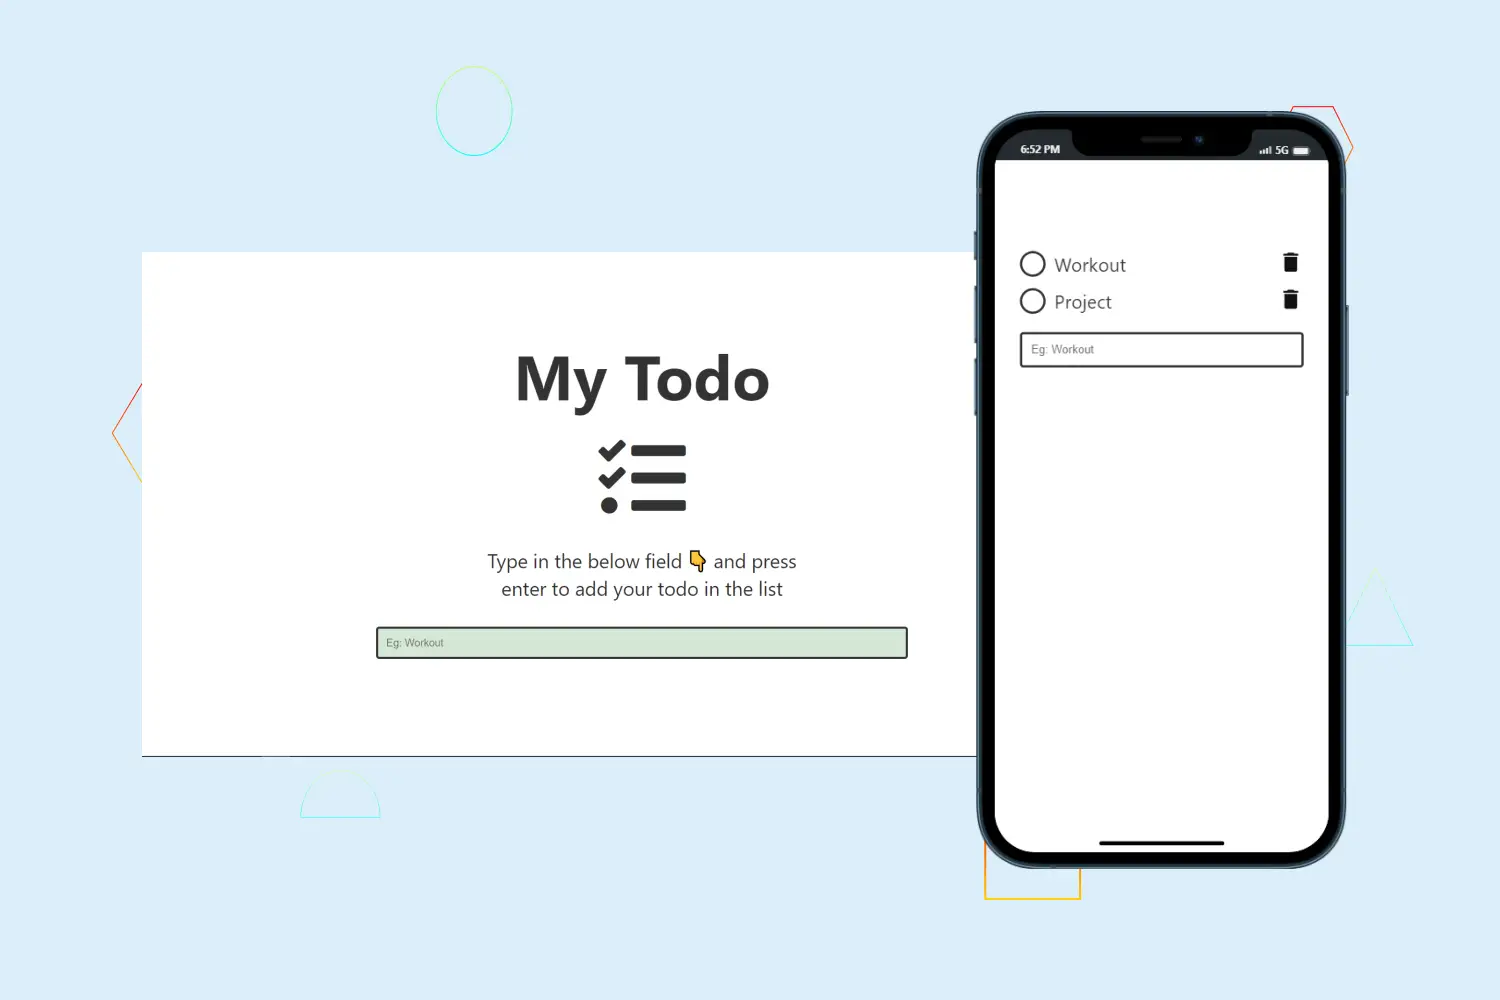 My Todo
Type in the below field 👇 and press
enter to add your todo in the list
Eg: Workout
6:52 PM
5G
Workout
Project
Eg: Workout